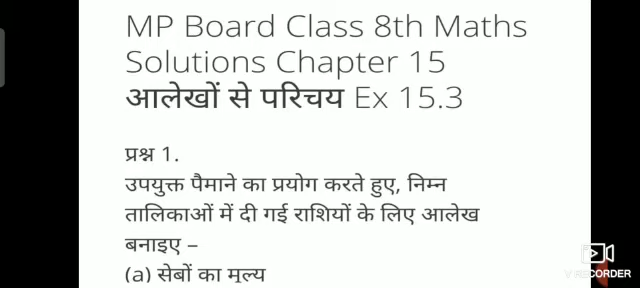 MP Board Class 8th Maths
Solutions Chapter 15
आलेखों से परिचय Ex 15.3
प्रश्न 1.
उपयुक्त पैमाने का प्रयोग करते हुए, निम्न
तालिकाओं में दी गई राशियों के लिए आलेख
बनाइए –
(a) सेबों का मूल्य
V RECORDER